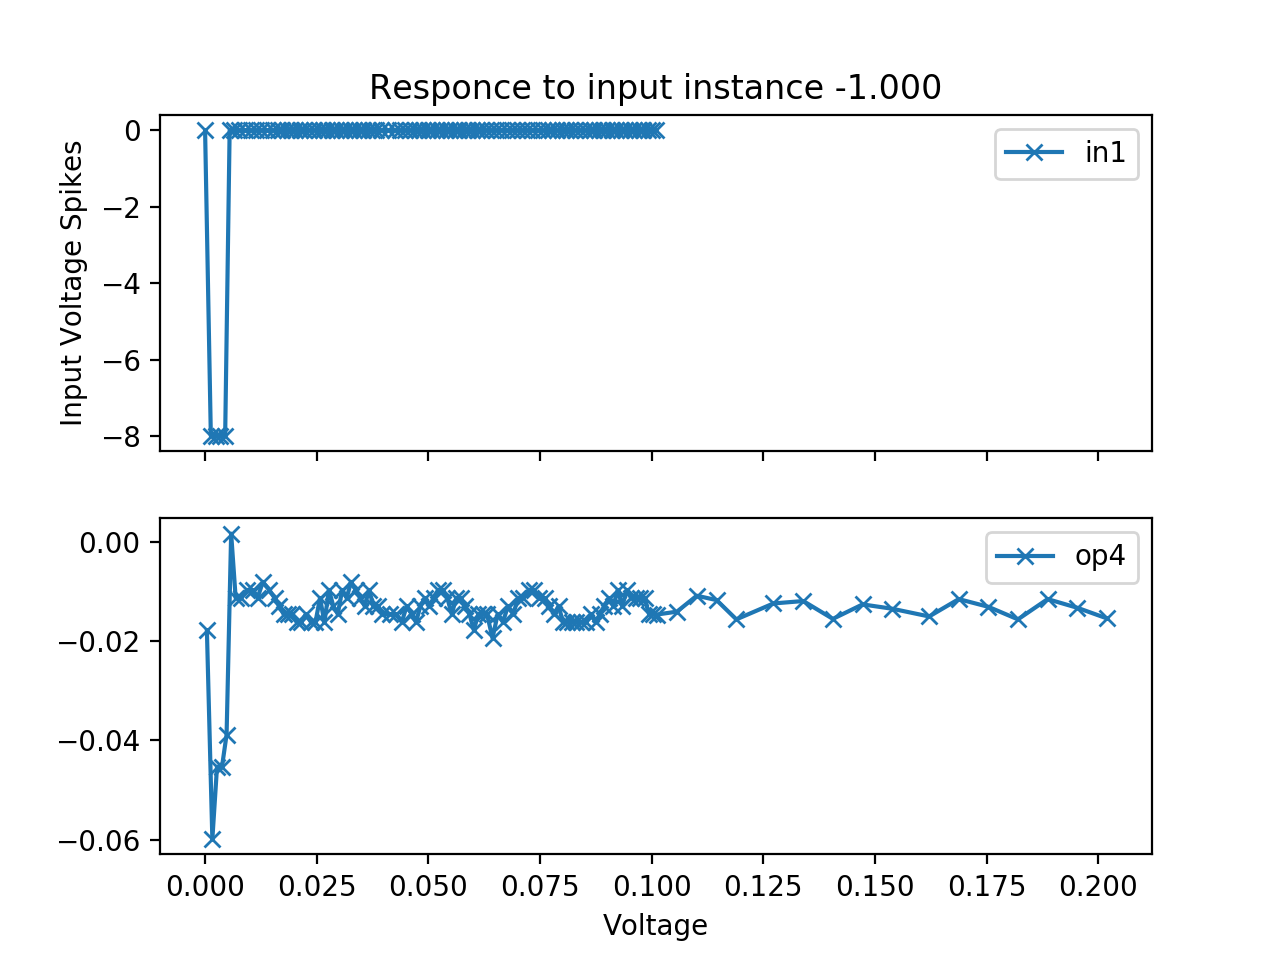 Responce to input instance -1.000
Input Voltage Spikes
0
−2
−4
−6
−8
in1
0.00
−0.02
−0.04
−0.06
op4
0.000 0.025 0.050 0.075 0.100 0.125 0.150 0.175 0.200
Voltage